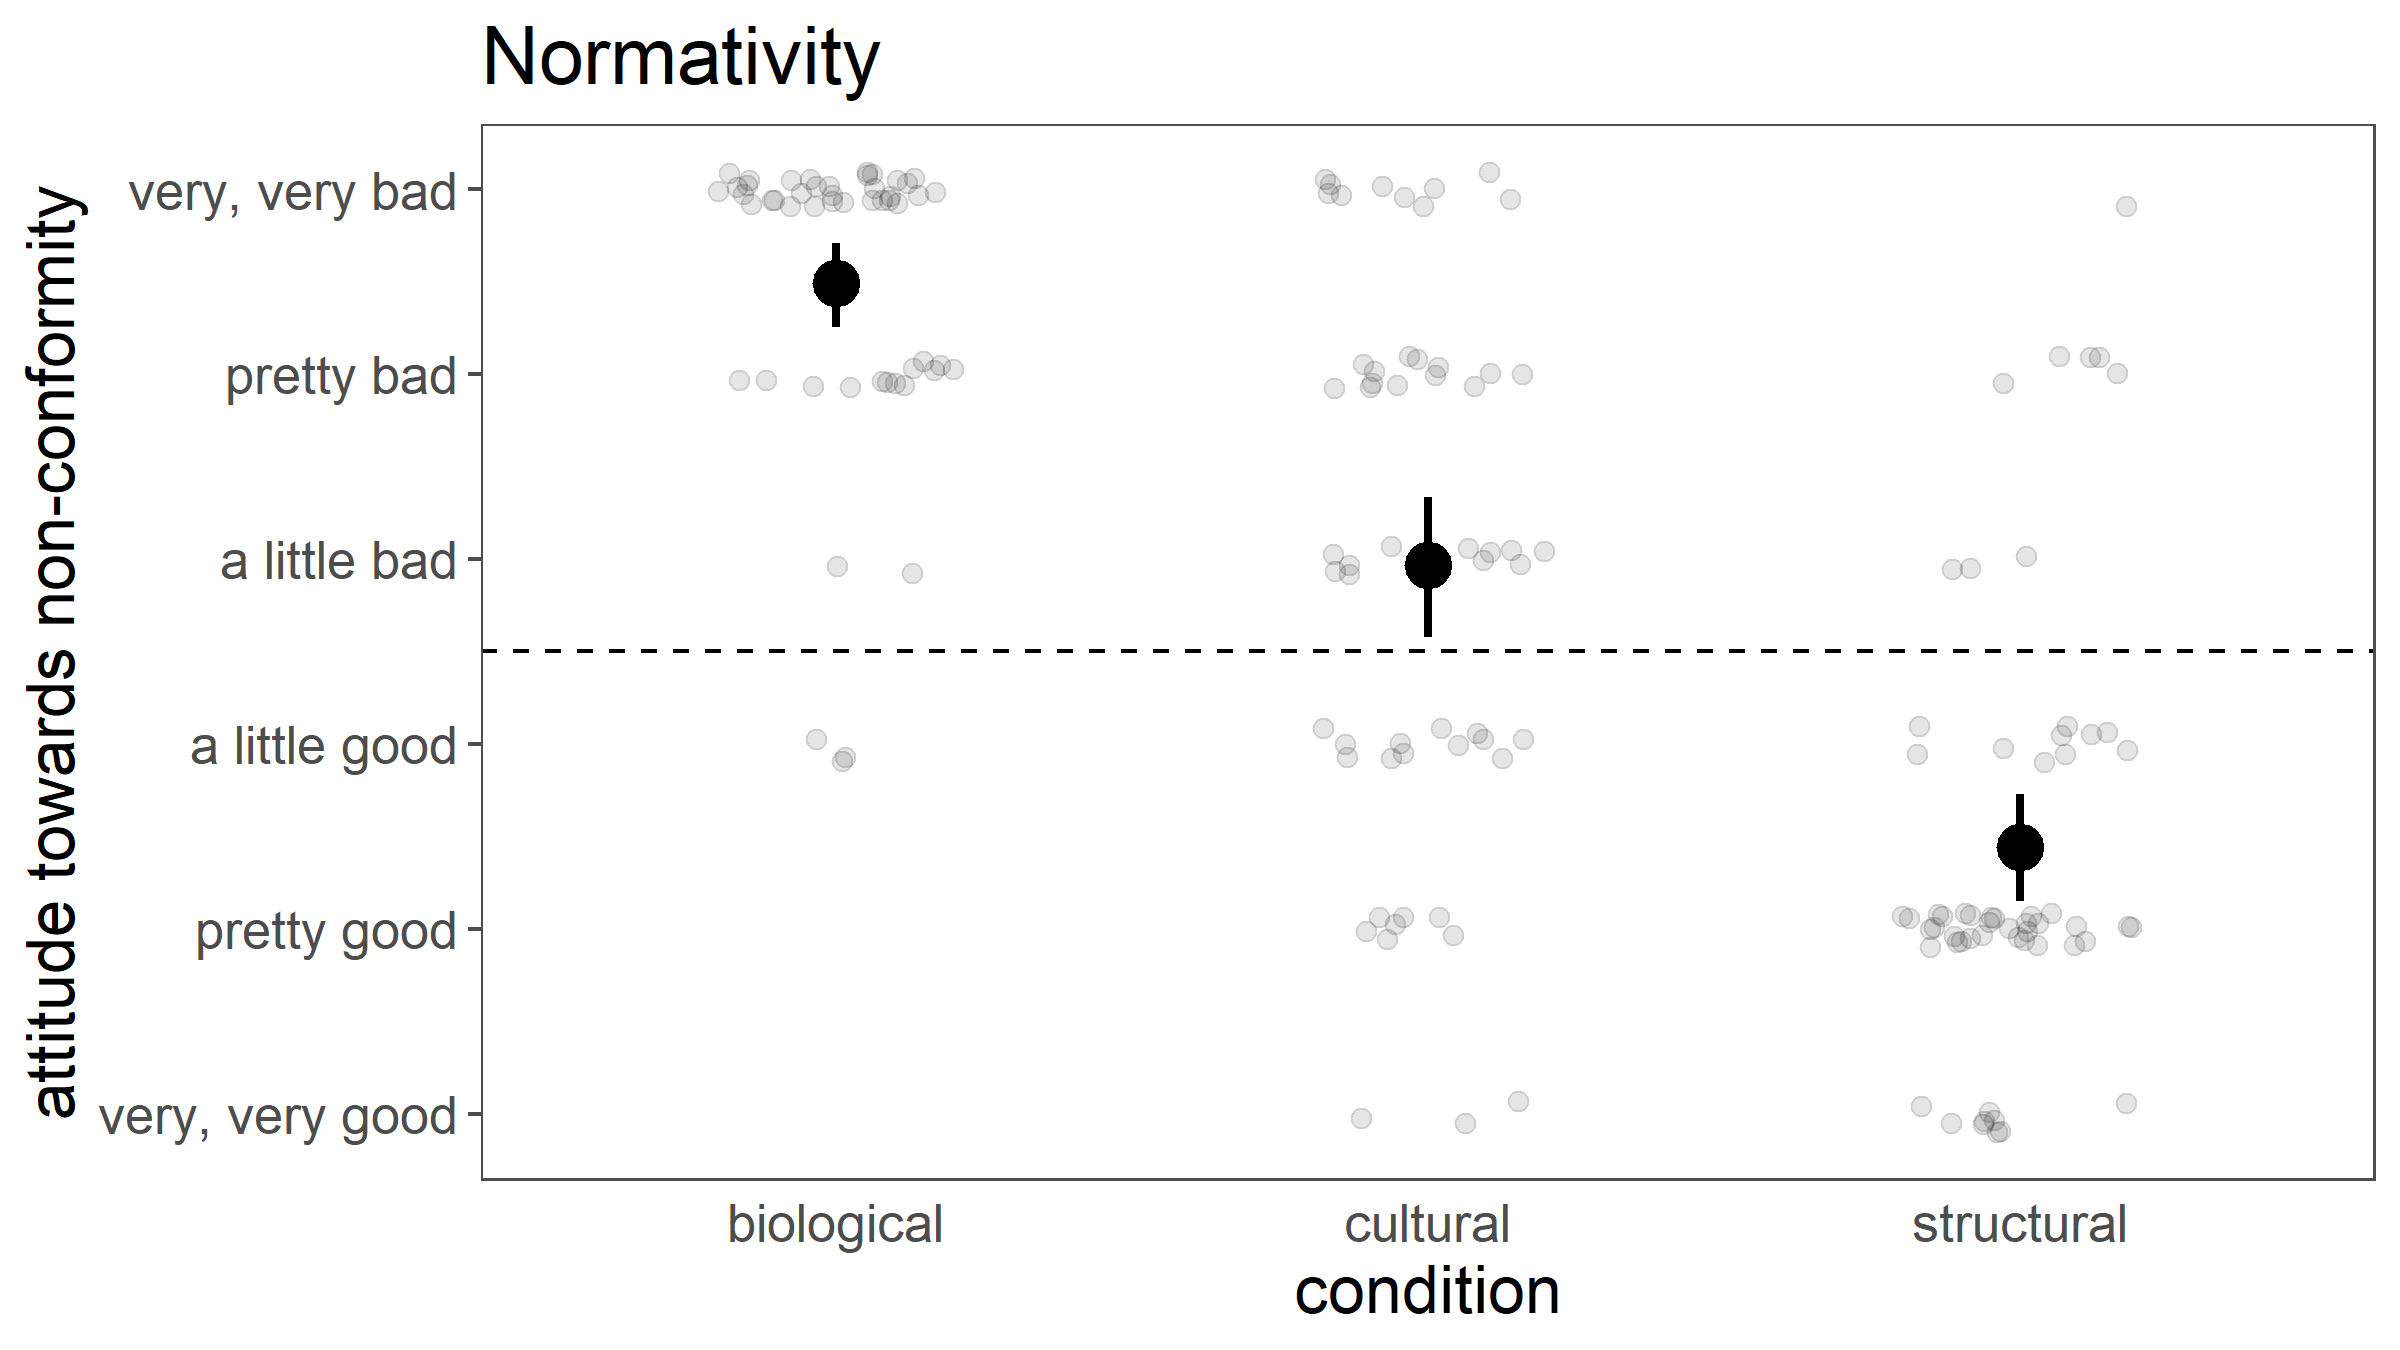 Normativity
attitude towards non-conformity
very, very bad
pretty bad
a little bad
a little good
pretty good
very, very good
biological
cultural
structural
condition